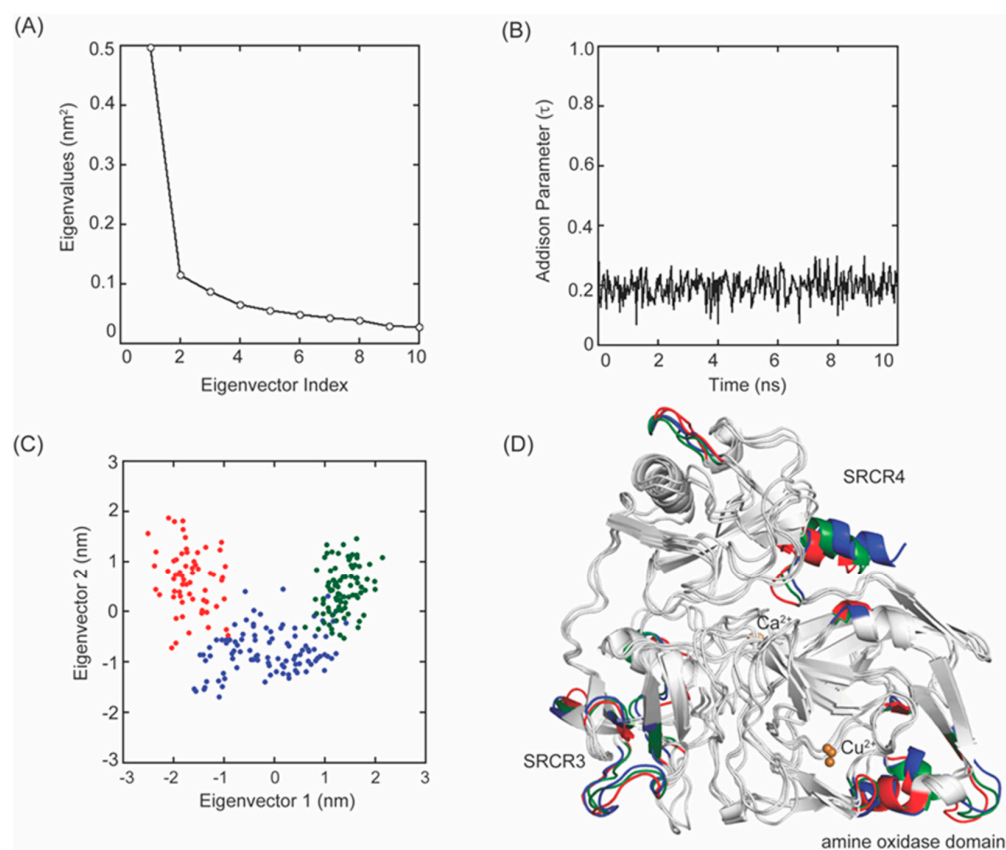 (A)
0.5
0.4
0.3
0.2
0.1
0
Eigenvalues (nm²)
0 2 4 6 8 10
Eigenvector Index
(B)
1.0
0.8
0.6
0.4
0.2
0
Addison Parameter (τ)
0 2 4 6 8 10
Time (ns)
(C)
3
2
1
0
-1
-2
-3
Eigenvector 2 (nm)
-3 -2 -1 0 1 2 3
Eigenvector 1 (nm)
(D)
SRCR4
Ca²⁺
Cu²⁺
SRCR3
amine oxidase domain